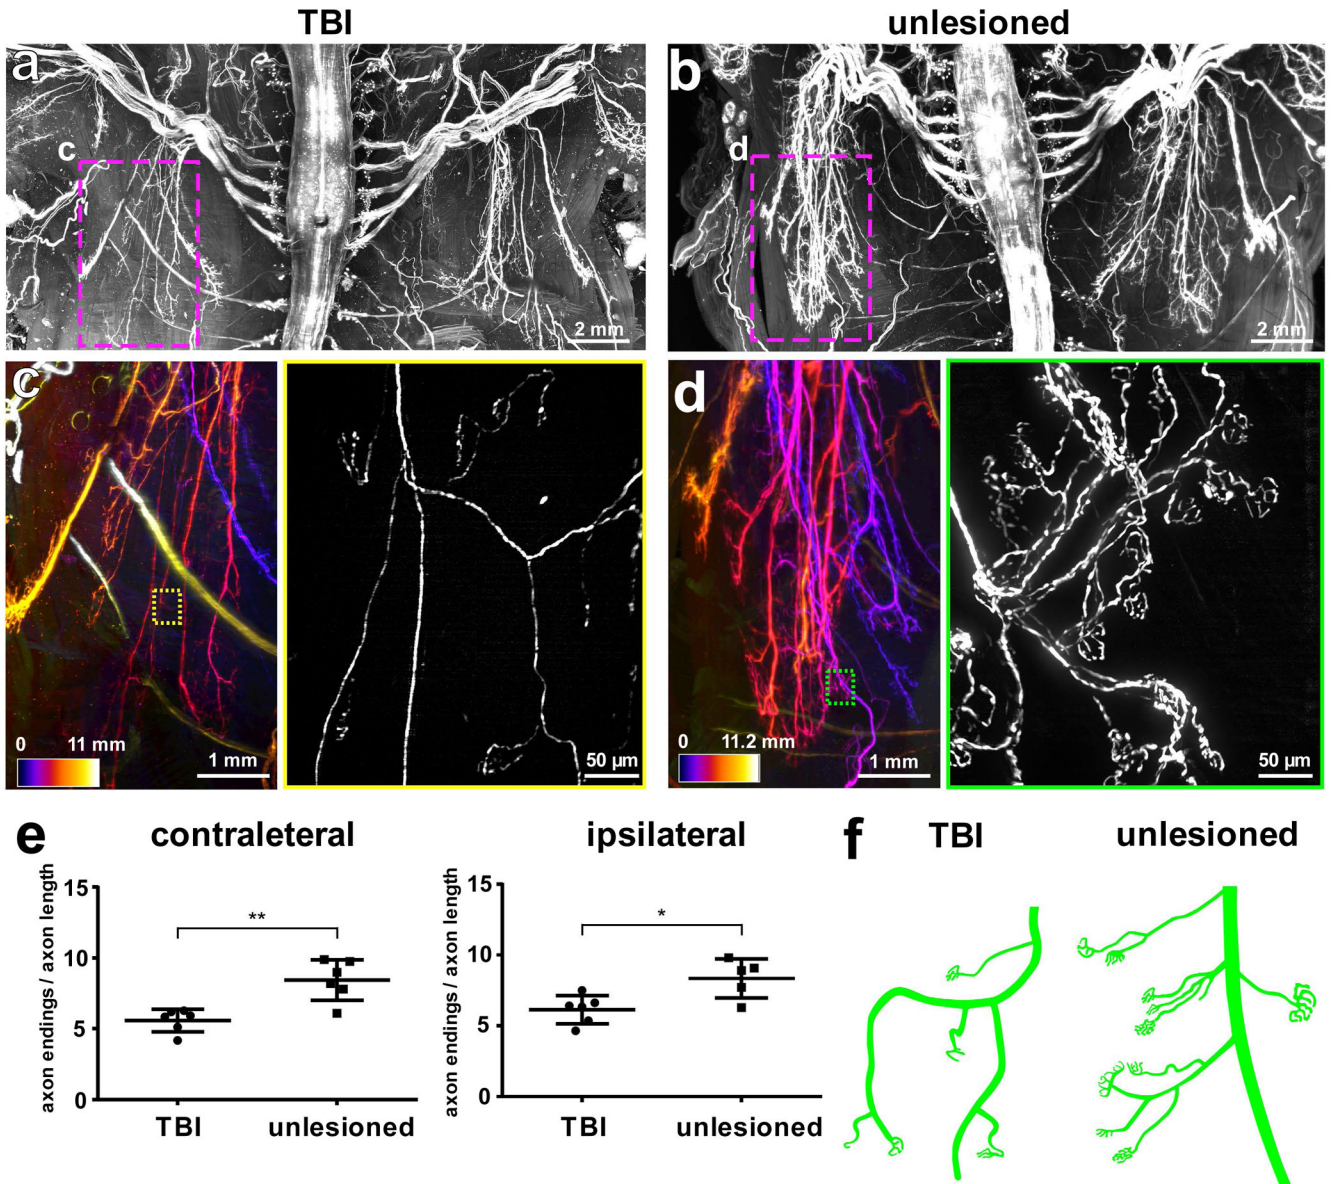 TBI
unlesioned
a
c
2 mm
b
d
2 mm
c
0 11 mm
1 mm
50 µm
d
0 11.2 mm
1 mm
50 µm
e
contraleteral
axon endings / axon length
15
10
5
0
**
TBI unlesioned
ipsilateral
axon endings / axon length
15
10
5
0
*
TBI unlesioned
f
TBI unlesioned